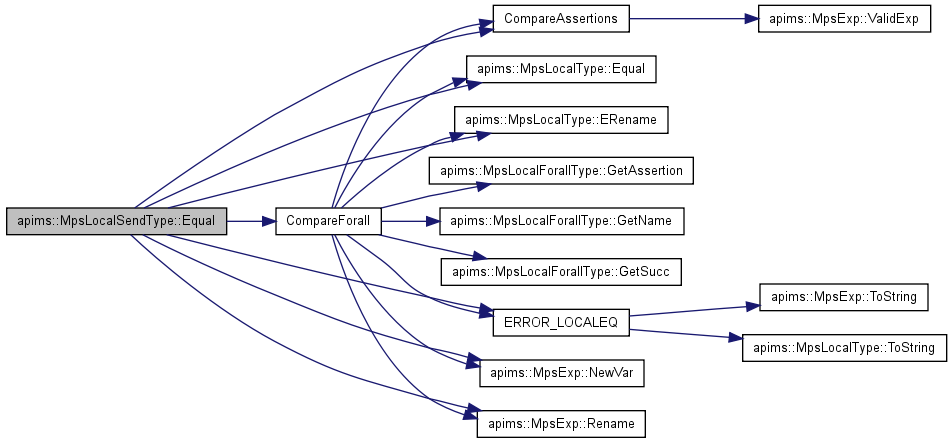 CompareAssertions
apims::MpsExp::ValidExp
apims::MpsLocalType::Equal
apims::MpsLocalType::ERename
apims::MpsLocalForallType::GetAssertion
apims::MpsLocalSendType::Equal
CompareForall
apims::MpsLocalForallType::GetName
apims::MpsLocalForallType::GetSucc
apims::MpsExp::ToString
ERROR_LOCALEQ
apims::MpsLocalType::ToString
apims::MpsExp::NewVar
apims::MpsExp::Rename